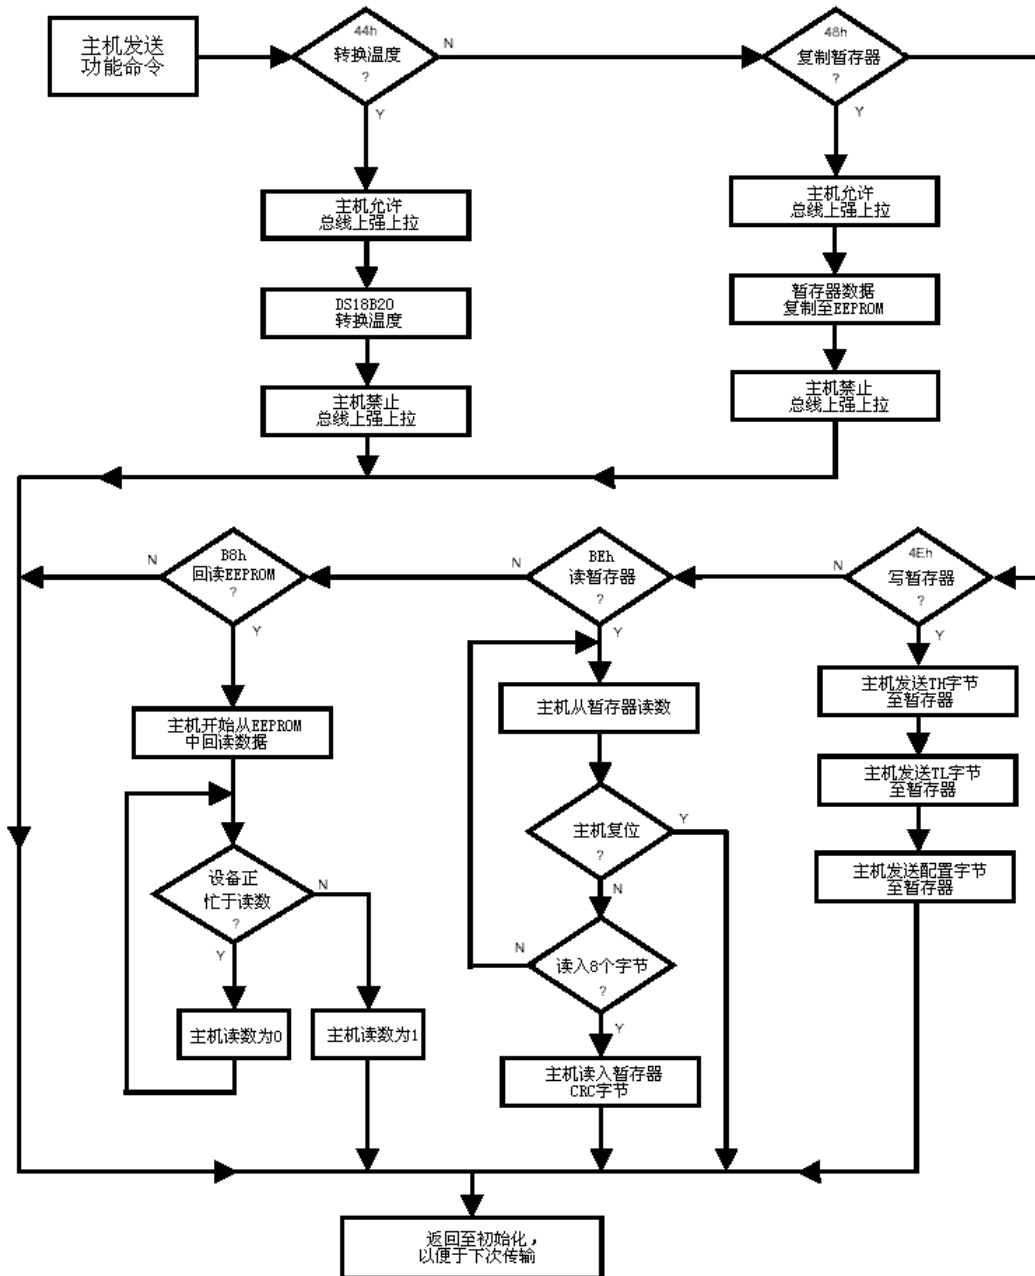 主机发送
功能命令
44h
转换温度
?
N
Y
48h
复制暂存器
?
Y
主机允许
总线上强上拉
DS18B20
转换温度
主机禁止
总线上强上拉
主机允许
总线上强上拉
暂存器数据
复制至EEPROM
主机禁止
总线上强上拉
N
B8h
回读EEPROM
?
Y
N
BEh
读暂存器
?
Y
N
4Eh
写暂存器
?
Y
主机开始从EEPROM
中回读数据
设备正
忙于读数
?
N
Y
主机读数为0
主机读数为1
主机从暂存器读数
主机复位
?
Y
N
读入8个字节
?
N
Y
主机读入暂存器
CRC字节
主机发送TH字节
至暂存器
主机发送TL字节
至暂存器
主机发送配置字节
至暂存器
返回至初始化，
以便于下次传输